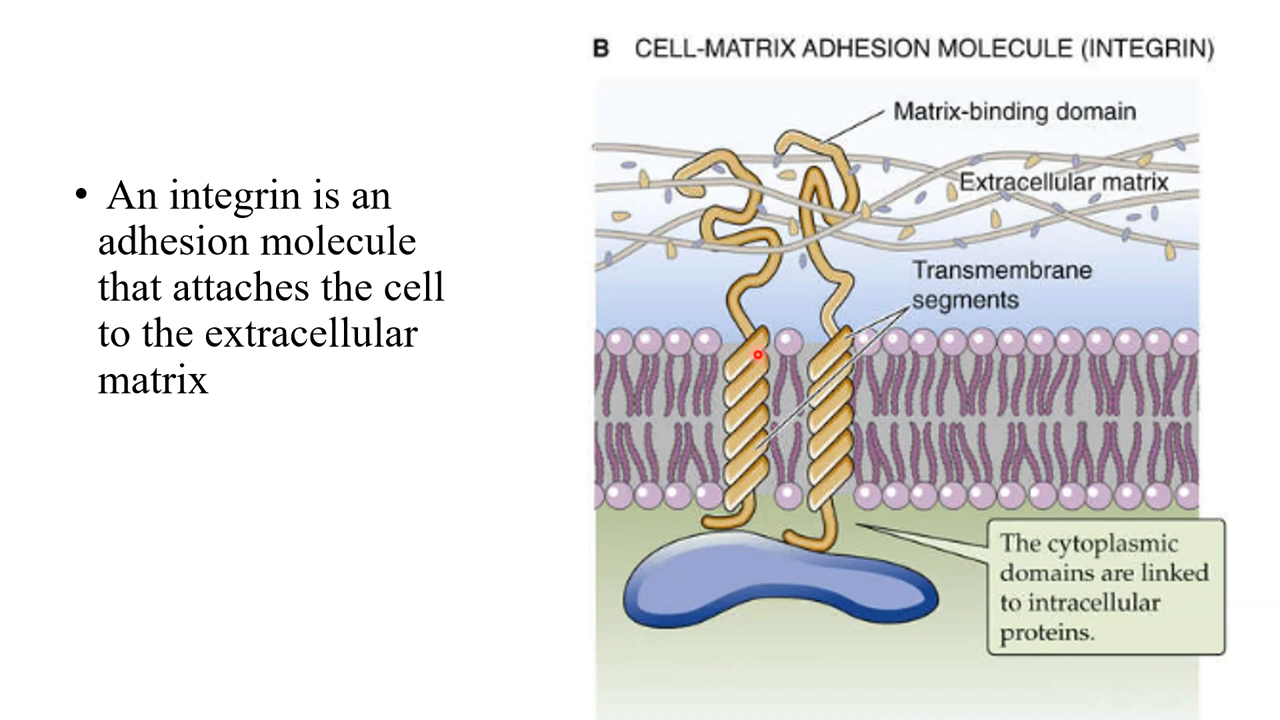 B CELL-MATRIX ADHESION MOLECULE (INTEGRIN)
Matrix-binding domain
Extracellular matrix
Transmembrane
segments
The cytoplasmic
domains are linked
to intracellular
proteins.
• An integrin is an
adhesion molecule
that attaches the cell
to the extracellular
matrix